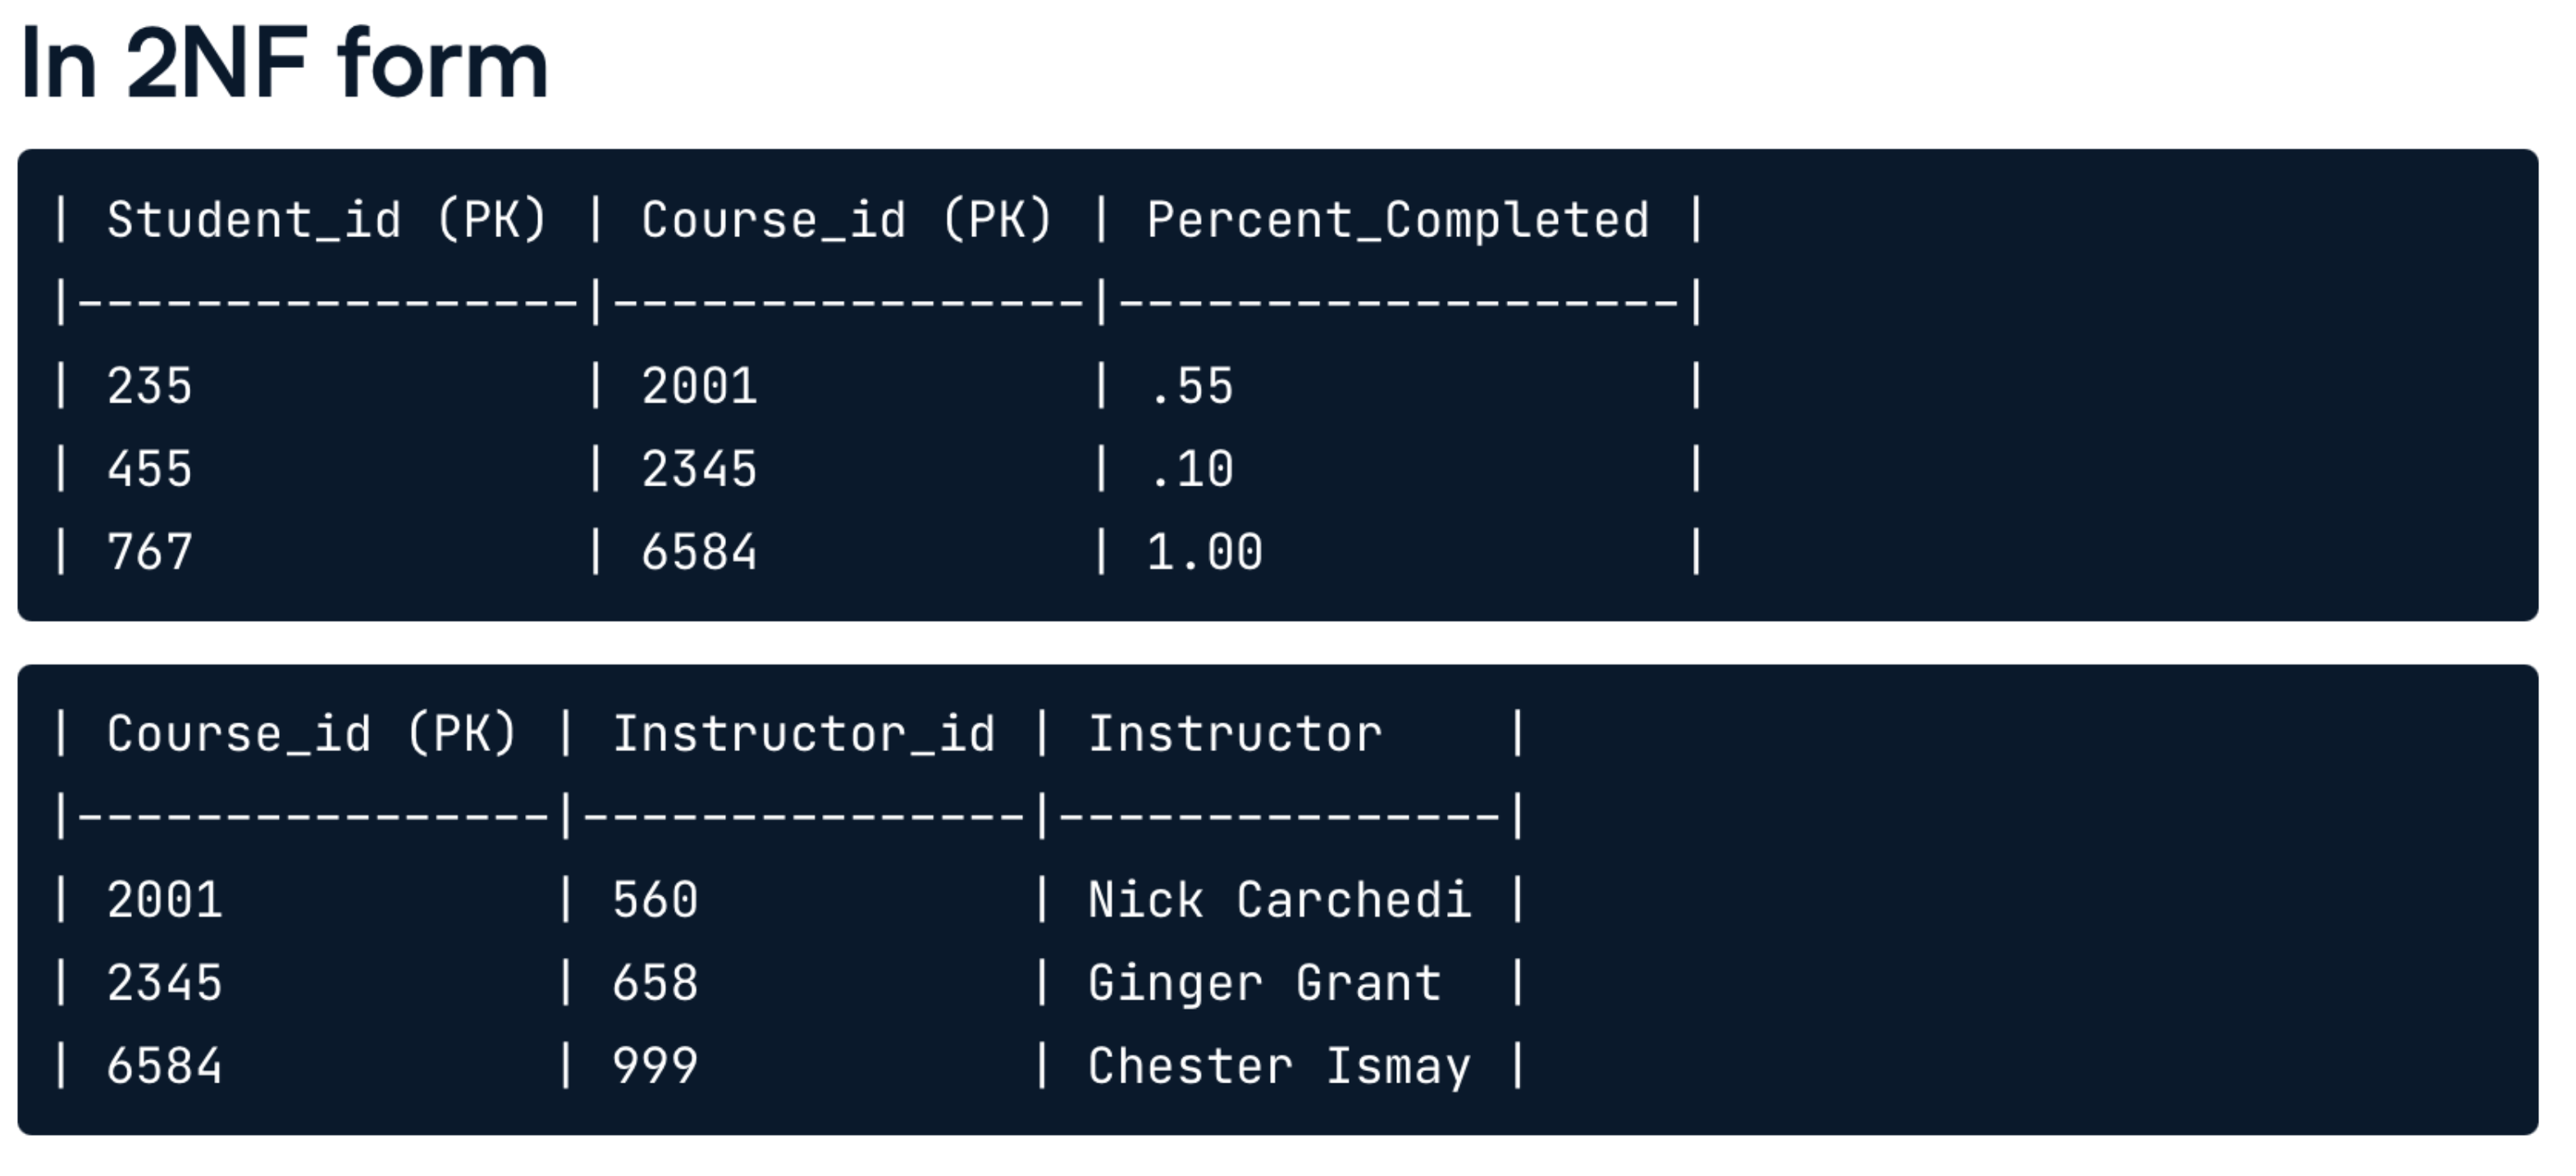 In 2NF form
| Student_id (PK) | Course_id (PK) | Percent_Completed |
|-----------------|----------------|-------------------|
| 235             | 2001           | .55               |
| 455             | 2345           | .10               |
| 767             | 6584           | 1.00              |
| Course_id (PK) | Instructor_id | Instructor    |
|----------------|---------------|---------------|
| 2001           | 560           | Nick Carchedi |
| 2345           | 658           | Ginger Grant  |
| 6584           | 999           | Chester Ismay |